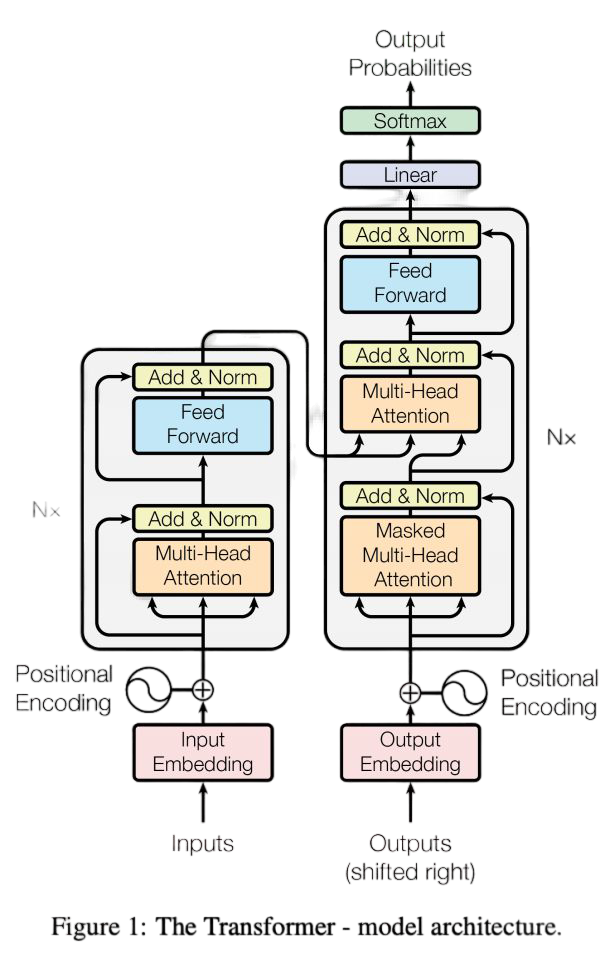 Output
Probabilities
Softmax
Linear
Add & Norm
Feed
Forward
Add & Norm
Multi-Head
Attention
Add & Norm
Masked
Multi-Head
Attention
N×
Add & Norm
Feed
Forward
Add & Norm
Multi-Head
Attention
N×
Positional
Encoding
Positional
Encoding
Input
Embedding
Output
Embedding
Inputs
Outputs
(shifted right)
Figure 1: The Transformer - model architecture.